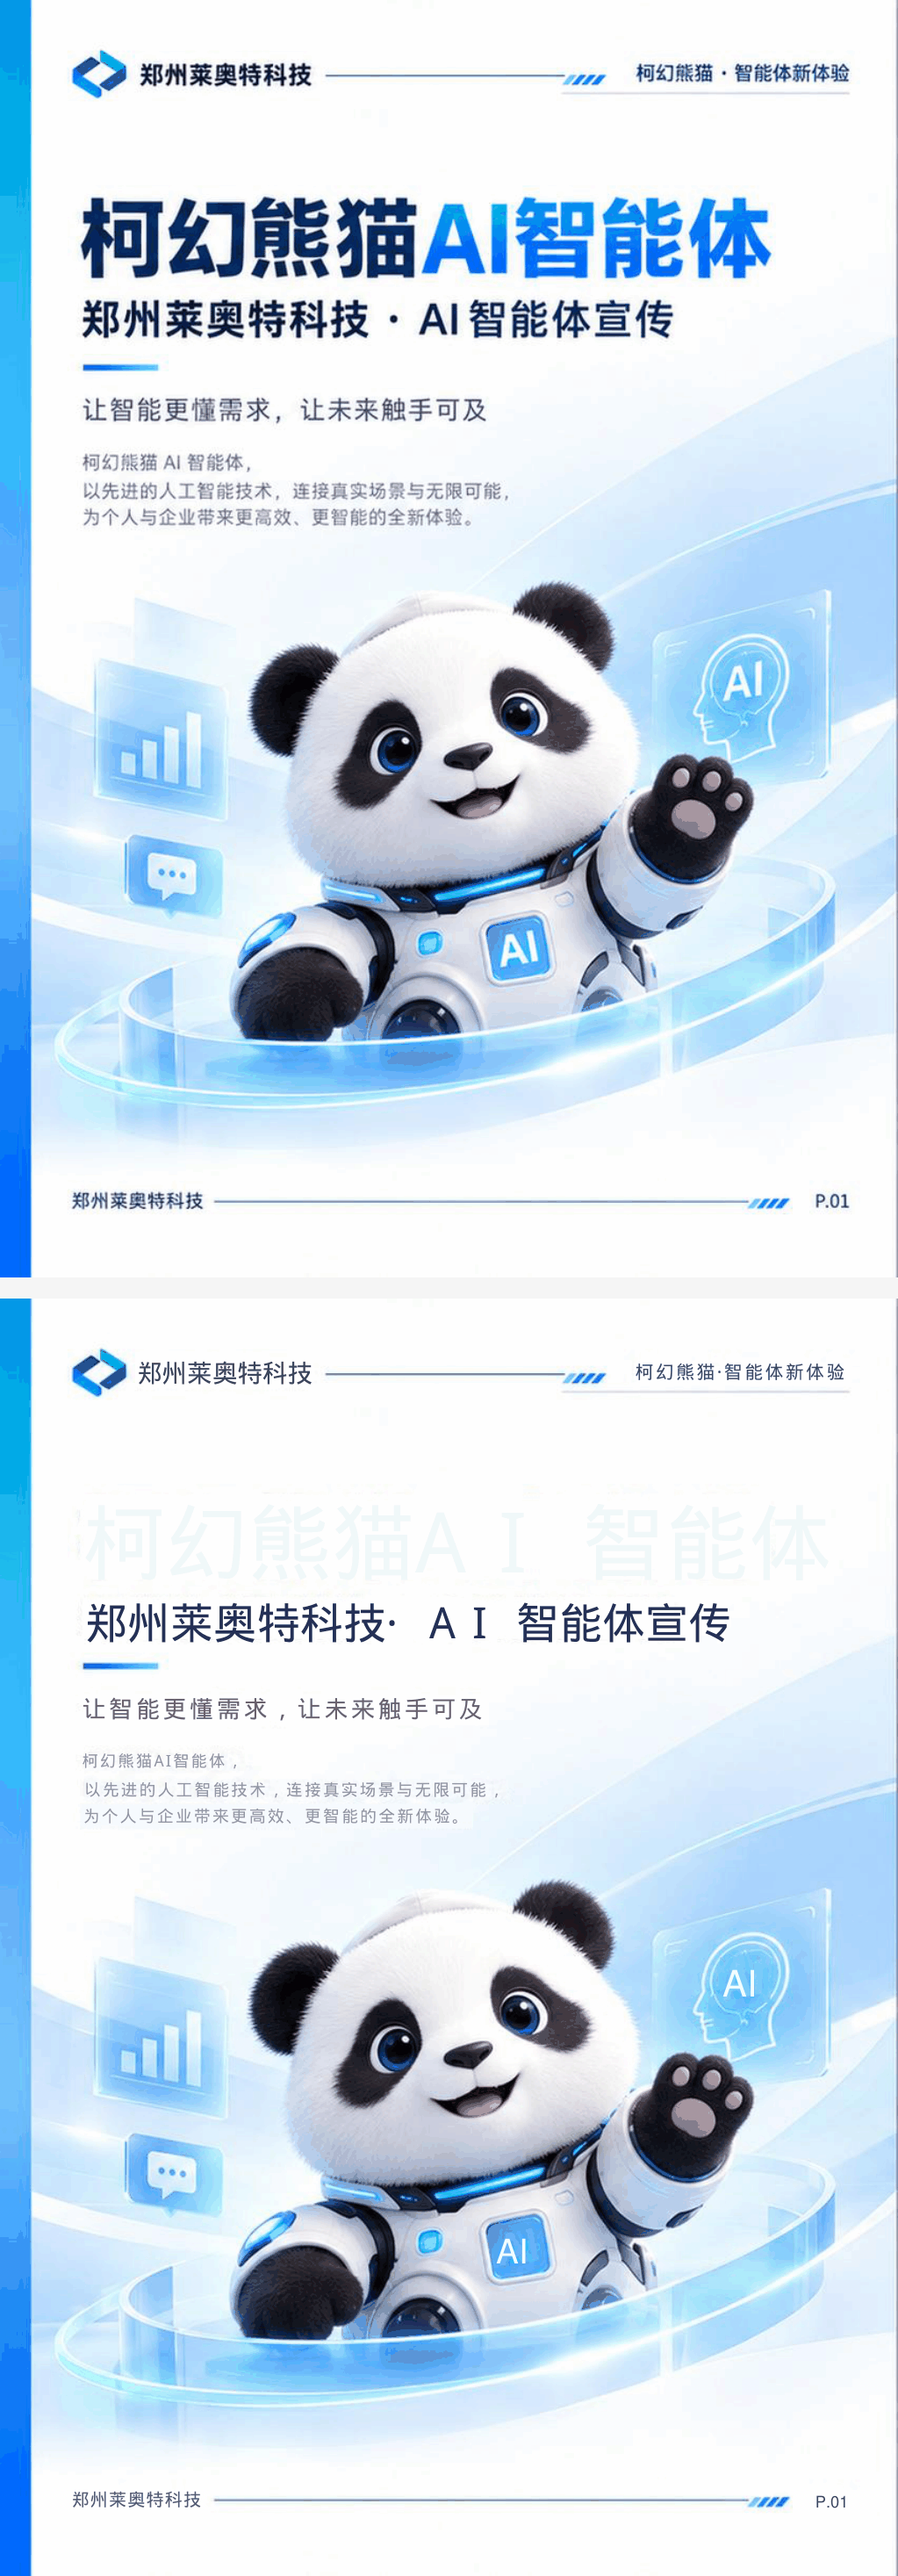 郑州莱奥特科技
柯幻熊猫·智能体新体验
柯幻熊猫AI智能体
郑州莱奥特科技·AI智能体宣传
让智能更懂需求，让未来触手可及
柯幻熊猫 AI 智能体，
以先进的人工智能技术，连接真实场景与无限可能，
为个人与企业带来更高效、更智能的全新体验。
AI
AI
郑州莱奥特科技
P.01
郑州莱奥特科技
柯幻熊猫·智能体新体验
柯幻熊猫AI 智能体
郑州莱奥特科技· AI 智能体宣传
让智能更懂需求，让未来触手可及
柯幻熊猫AI智能体，
以先进的人工智能技术，连接真实场景与无限可能，
为个人与企业带来更高效、更智能的全新体验。
AI
AI
郑州莱奥特科技
P.01